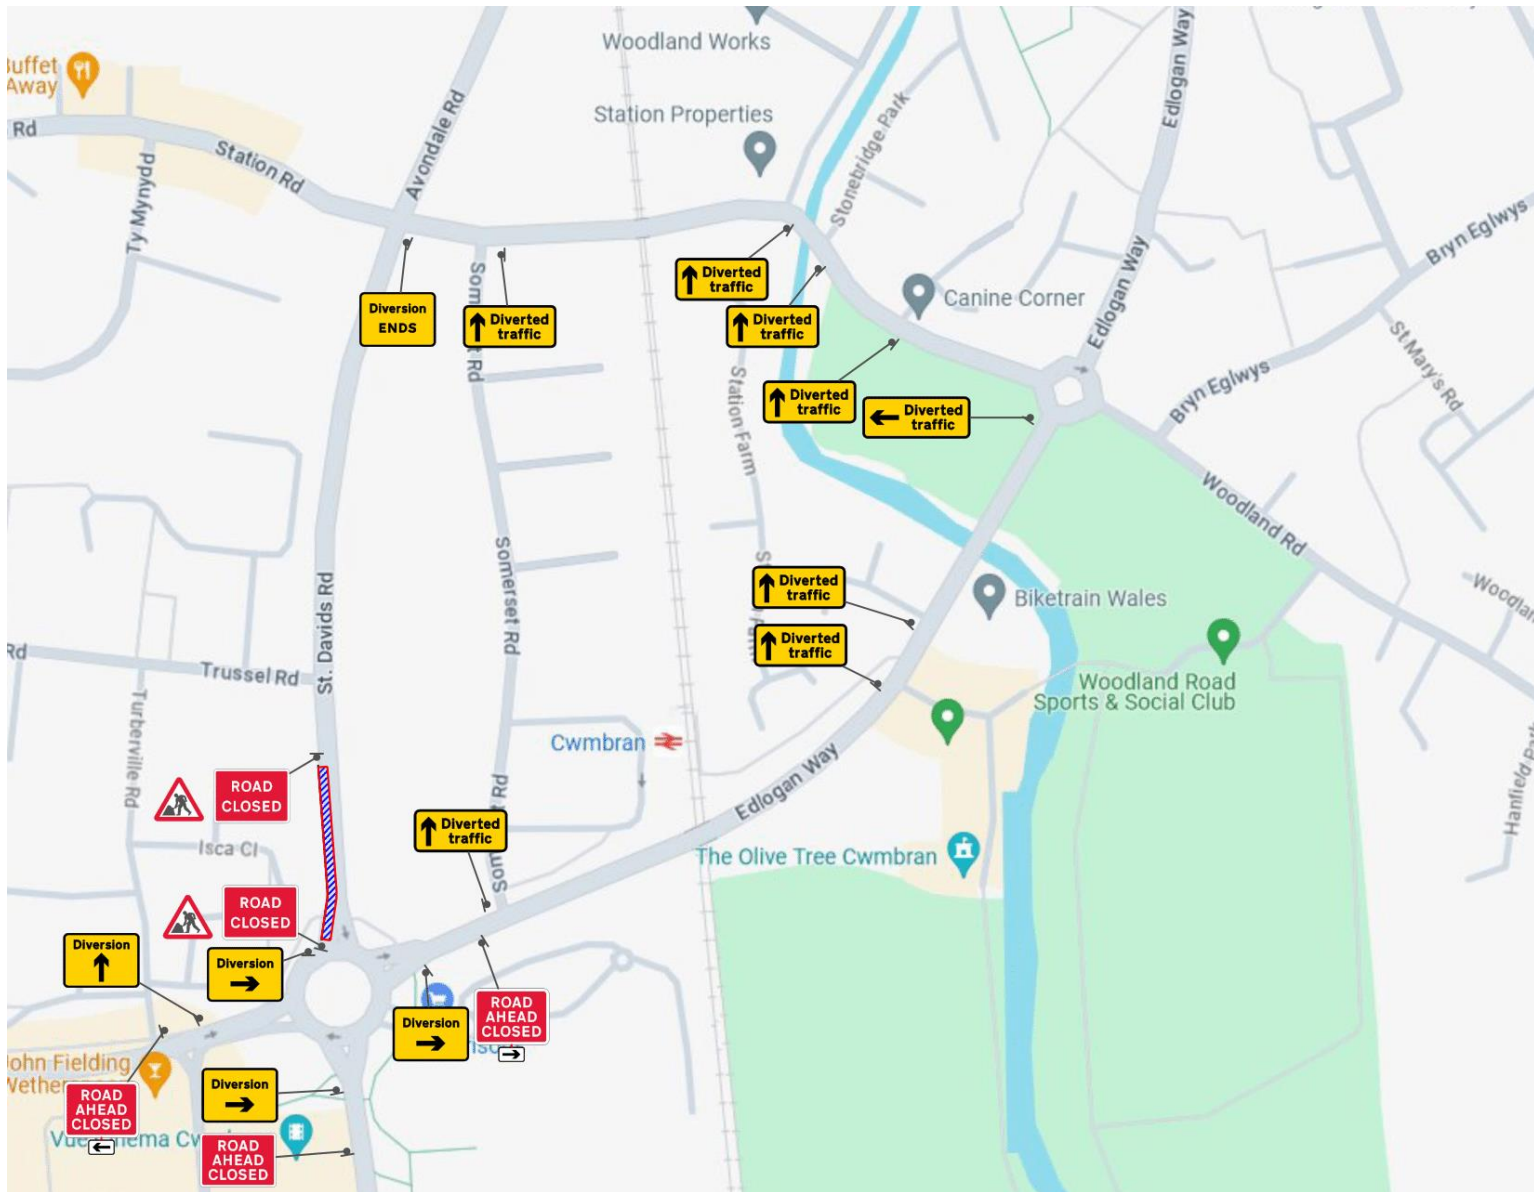 Woodland Works
Buffet
Away
Rd
Station Rd
Avondale Rd
Edlogan Way
Station Properties
Stonebridge Park
Ty Mynydd
Bryn Eglwys
Edlogan Way
Canine Corner
Diverted
traffic
Diversion
ENDS
Diverted
traffic
Diverted
traffic
Rd
St Mary's Rd
Bryn Eglwys
Station Farm
Diverted
traffic
Diverted
traffic
Woodland Rd
Somerset Rd
St. Davids Rd
Diverted
traffic
Biketrain Wales
Rd
Trussel Rd
Diverted
traffic
Woodland Road
Sports & Social Club
Turberville Rd
Cwmbran
Edlogan Way
ROAD
CLOSED
Rd
Diverted
traffic
Isca Cl
The Olive Tree Cwmbran
ROAD
CLOSED
Diversion
Diversion
Diversion
ROAD
AHEAD
CLOSED
John Fielding
ROAD
AHEAD
CLOSED
Diversion
ROAD
AHEAD
CLOSED